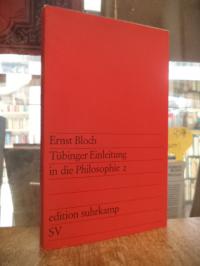 Ernst Bloch
Tübinger Einleitung
in die Philosophie 2
edition suhrkamp
SV